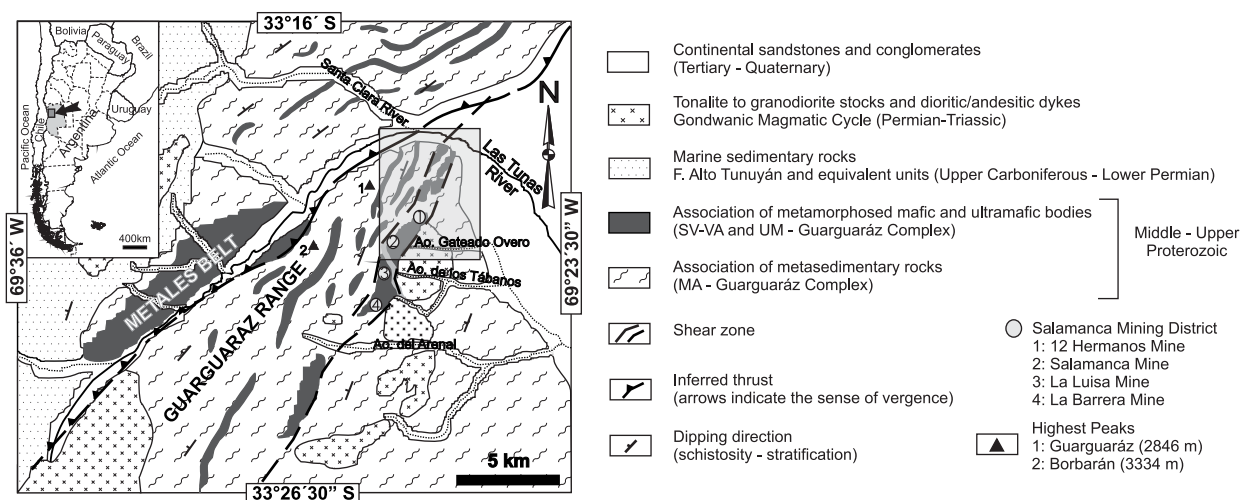 33°16´ S
Bolivia
Paraguay
Brazil
Uruguay
Pacific Ocean
Chile
Argentina
Atlantic Ocean
400km
Santa Clara River
N
Las Tunas
River
69°36´ W
69°23´30´´ W
1
2
1
2
3
4
Ao. Gateado Overo
Ao. de los Tábanos
Ao. del Arenal
METALES BELT
GUARGUARAZ RANGE
5 km
33°26´30´´ S
Continental sandstones and conglomerates
(Tertiary - Quaternary)
Tonalite to granodiorite stocks and dioritic/andesitic dykes
Gondwanic Magmatic Cycle (Permian-Triassic)
Marine sedimentary rocks
F. Alto Tunuyán and equivalent units (Upper Carboniferous - Lower Permian)
Association of metamorphosed mafic and ultramafic bodies
(SV-VA and UM - Guarguaráz Complex)
Middle - Upper
Proterozoic
Association of metasedimentary rocks
(MA - Guarguaráz Complex)
Shear zone
Inferred thrust
(arrows indicate the sense of vergence)
Dipping direction
(schistosity - stratification)
Salamanca Mining District
1: 12 Hermanos Mine
2: Salamanca Mine
3: La Luisa Mine
4: La Barrera Mine
Highest Peaks
1: Guarguaráz (2846 m)
2: Borbarán (3334 m)